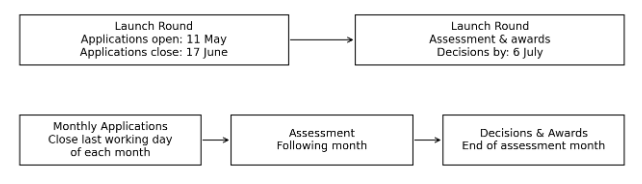 Launch Round
Applications open: 11 May
Applications close: 17 June
Launch Round
Assessment & awards
Decisions by: 6 July
Monthly Applications
Close last working day
of each month
Assessment
Following month
Decisions & Awards
End of assessment month